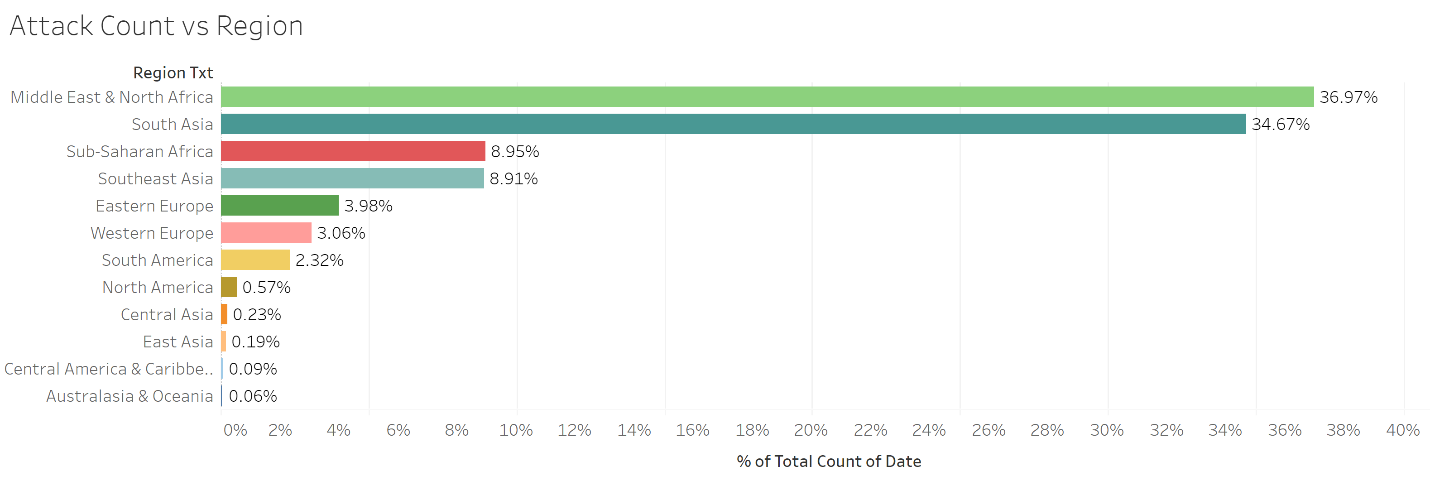 Attack Count vs Region
Region Txt
Middle East & North Africa 36.97%
South Asia 34.67%
Sub-Saharan Africa 8.95%
Southeast Asia 8.91%
Eastern Europe 3.98%
Western Europe 3.06%
South America 2.32%
North America 0.57%
Central Asia 0.23%
East Asia 0.19%
Central America & Caribbe.. 0.09%
Australasia & Oceania 0.06%
0% 2% 4% 6% 8% 10% 12% 14% 16% 18% 20% 22% 24% 26% 28% 30% 32% 34% 36% 38% 40%
% of Total Count of Date